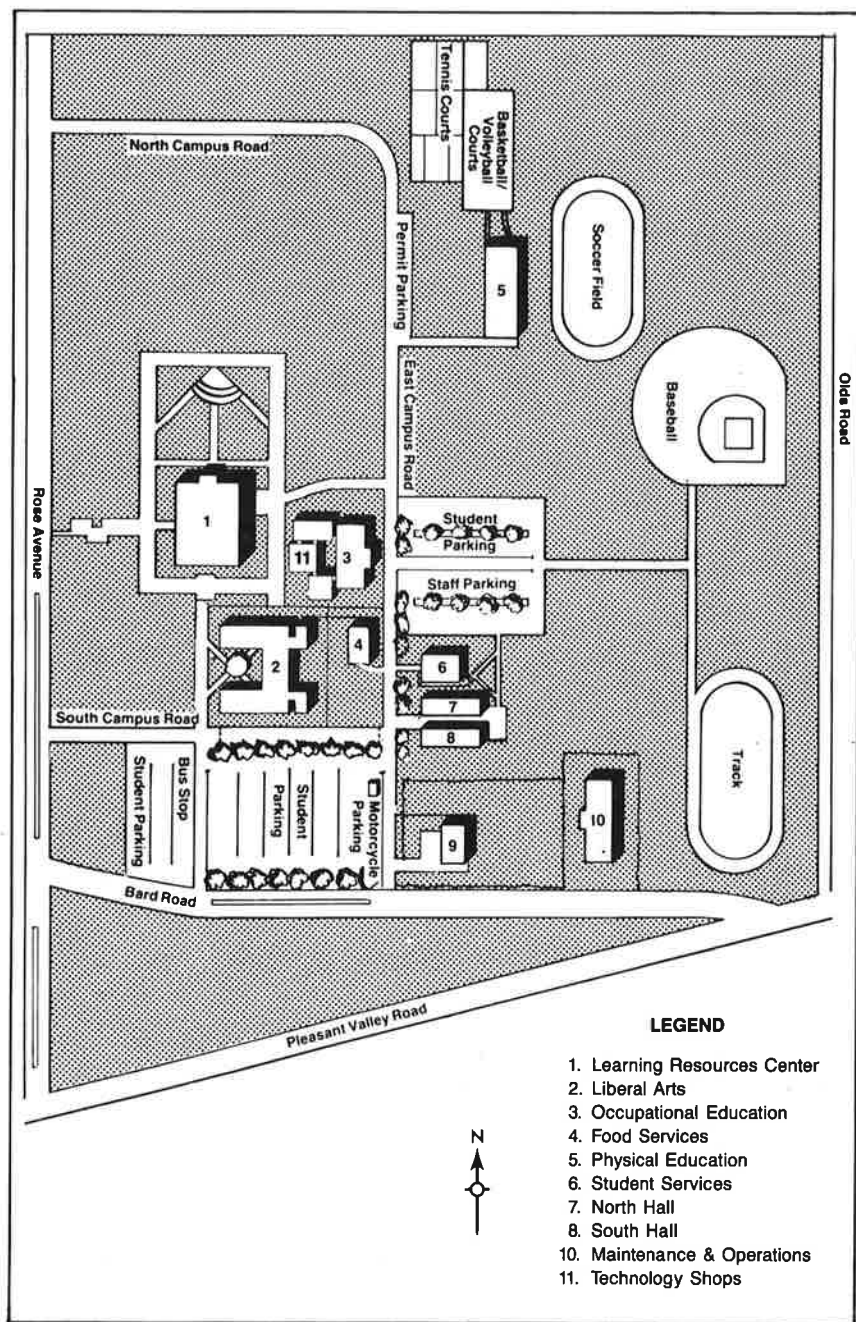 Tennis Courts
Basketball/
Volleyball
Courts
North Campus Road
Permit Parking
Soccer Field
5
Olds Road
East Campus Road
Baseball
Rose Avenue
1
Student
Parking
11
3
Staff Parking
4
2
6
7
8
South Campus Road
Track
Bus Stop
Student Parking
Student
Parking
Motorcycle
Parking
9
10
Bard Road
Pleasant Valley Road
LEGEND
1. Learning Resources Center
2. Liberal Arts
3. Occupational Education
4. Food Services
5. Physical Education
6. Student Services
7. North Hall
8. South Hall
10. Maintenance & Operations
11. Technology Shops
N